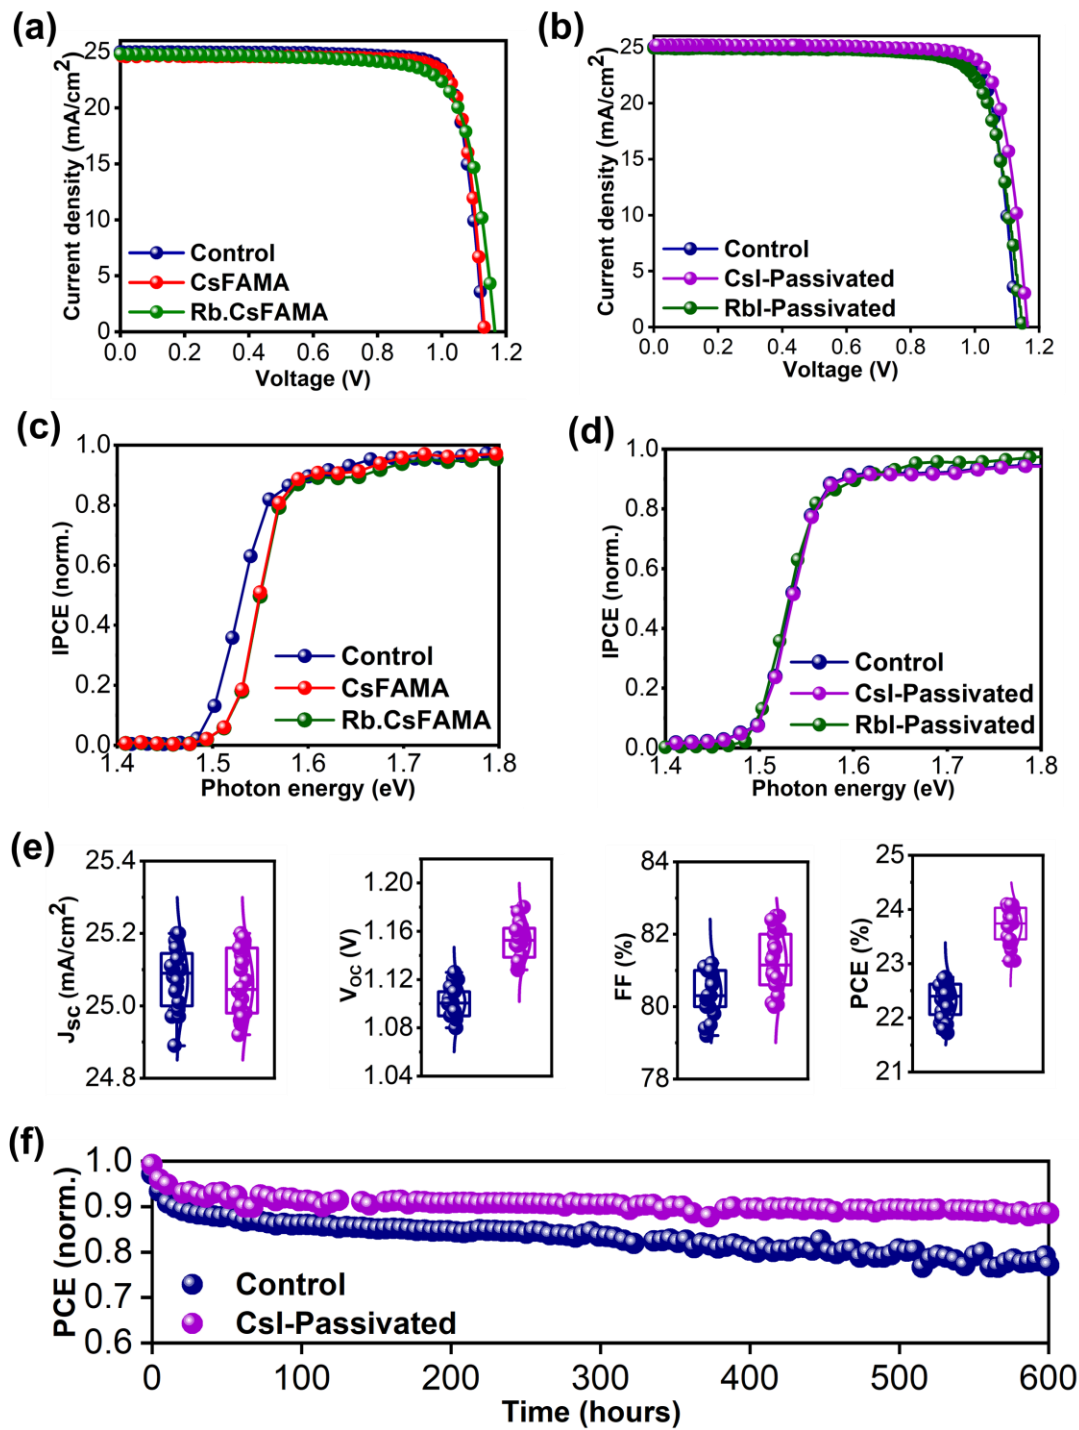 (a)
25
20
15
10
5
0
Current density (mA/cm²)
Control
CsFAMA
Rb.CsFAMA
0.0 0.2 0.4 0.6 0.8 1.0 1.2
Voltage (V)
(b)
25
20
15
10
5
0
Current density (mA/cm²)
Control
CsI-Passivated
RbI-Passivated
0.0 0.2 0.4 0.6 0.8 1.0 1.2
Voltage (V)
(c)
1.0
0.8
0.6
0.4
0.2
0.0
IPCE (norm.)
Control
CsFAMA
Rb.CsFAMA
1.4 1.5 1.6 1.7 1.8
Photon energy (eV)
(d)
1.0
0.8
0.6
0.4
0.2
0.0
IPCE (norm.)
Control
CsI-Passivated
RbI-Passivated
1.4 1.5 1.6 1.7 1.8
Photon energy (eV)
(e)
25.4
25.2
25.0
24.8
J_SC (mA/cm²)
1.20
1.16
1.12
1.08
1.04
V_OC (V)
84
82
80
78
FF (%)
25
24
23
22
21
PCE (%)
(f)
1.0
0.9
0.8
0.7
0.6
PCE (norm.)
Control
CsI-Passivated
0 100 200 300 400 500 600
Time (hours)